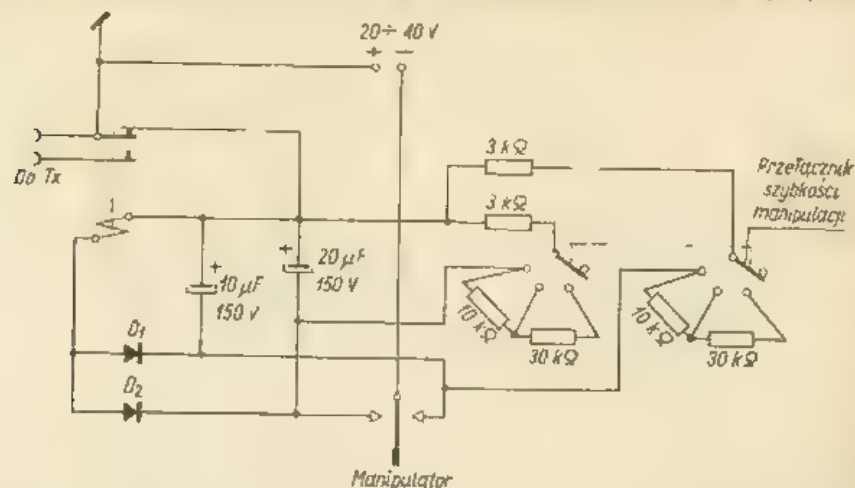 20÷40 V
+ −
Do Tx
1
3 kΩ
3 kΩ
Przełącznik
szybkości
manipulacji
+
10 μF
150 V
+
20 μF
150 V
10 kΩ
30 kΩ
10 kΩ
30 kΩ
D1
D2
Manipulator